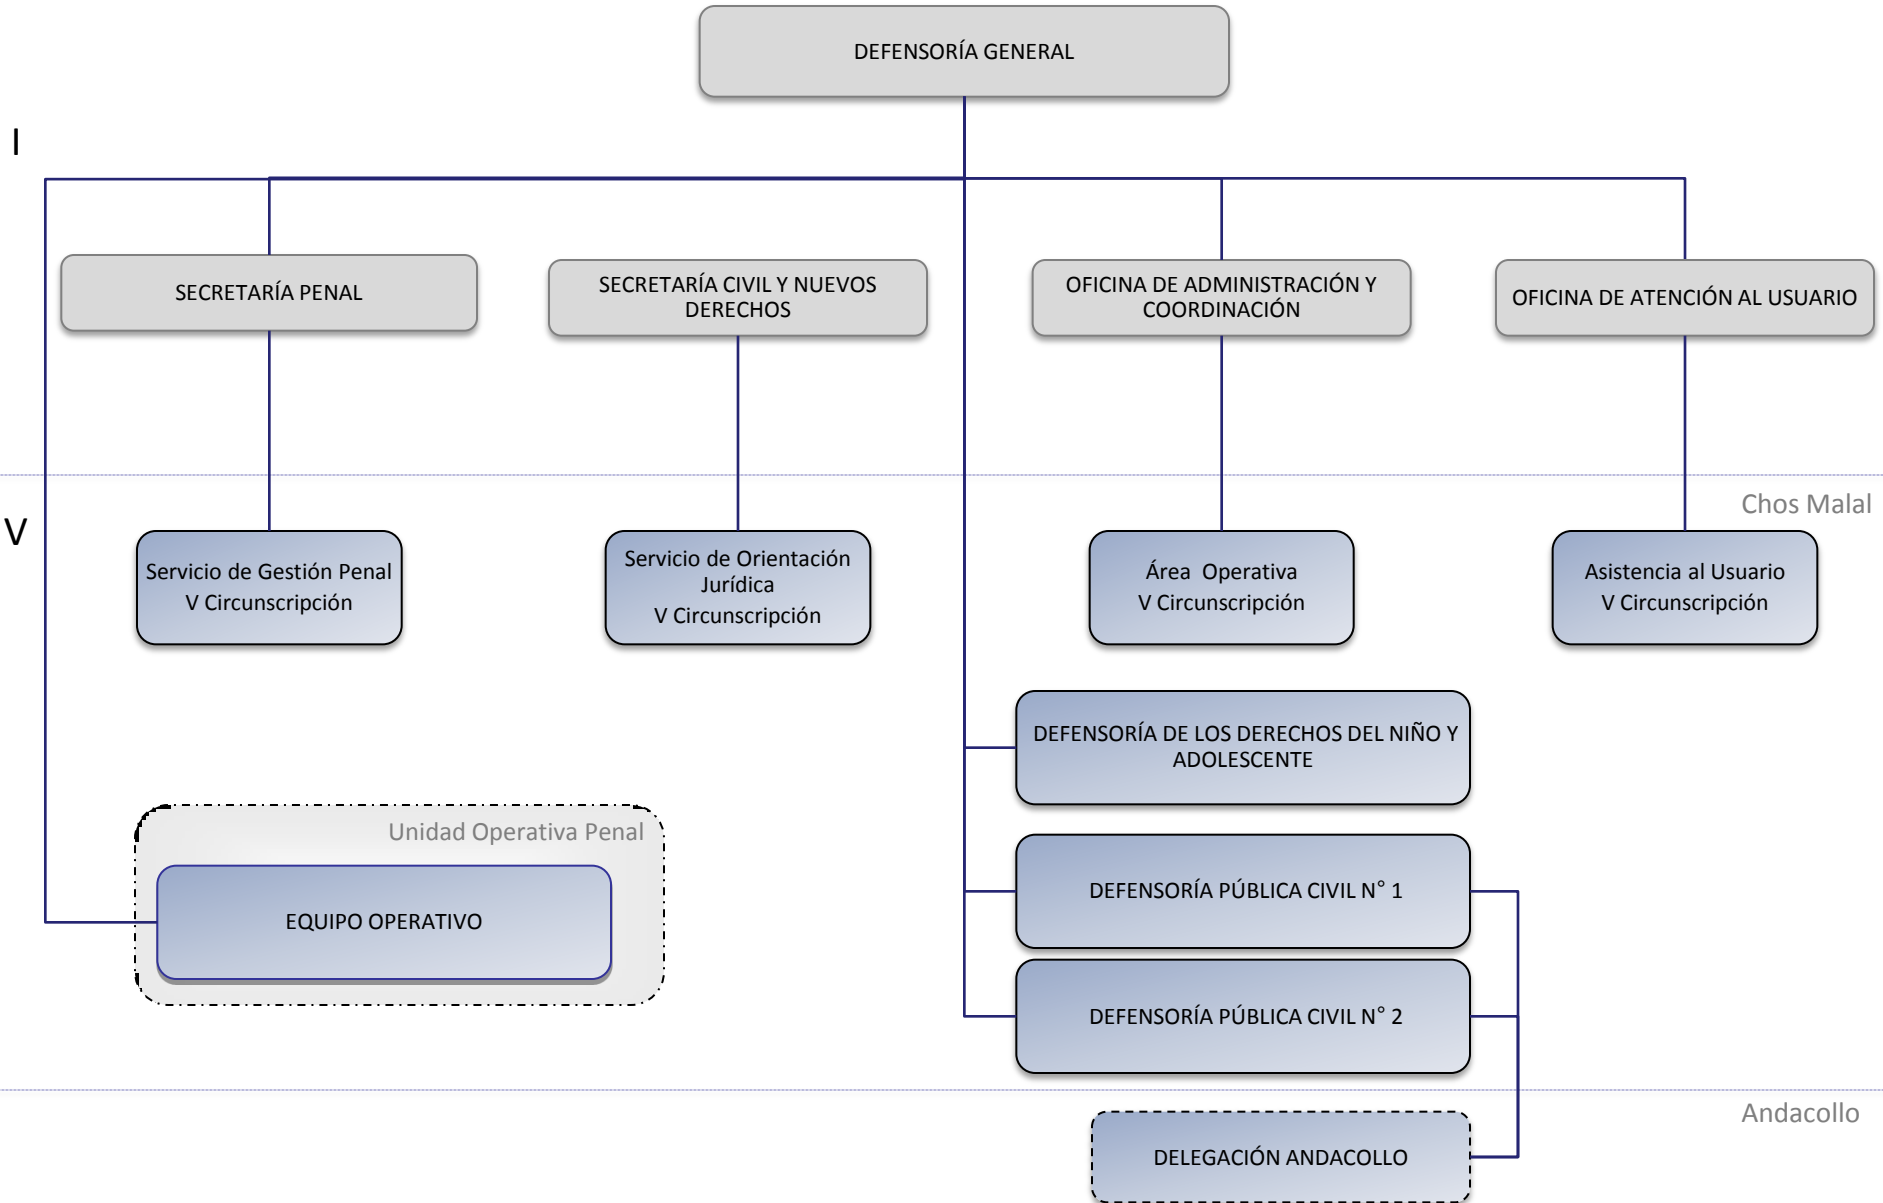 DEFENSORÍA GENERAL
I
SECRETARÍA PENAL
SECRETARÍA CIVIL Y NUEVOS
DERECHOS
OFICINA DE ADMINISTRACIÓN Y
COORDINACIÓN
OFICINA DE ATENCIÓN AL USUARIO
Chos Malal
V
Servicio de Gestión Penal
V Circunscripción
Servicio de Orientación
Jurídica
V Circunscripción
Área  Operativa
V Circunscripción
Asistencia al Usuario
V Circunscripción
DEFENSORÍA DE LOS DERECHOS DEL NIÑO Y
ADOLESCENTE
Unidad Operativa Penal
EQUIPO OPERATIVO
DEFENSORÍA PÚBLICA CIVIL N° 1
DEFENSORÍA PÚBLICA CIVIL N° 2
Andacollo
DELEGACIÓN ANDACOLLO